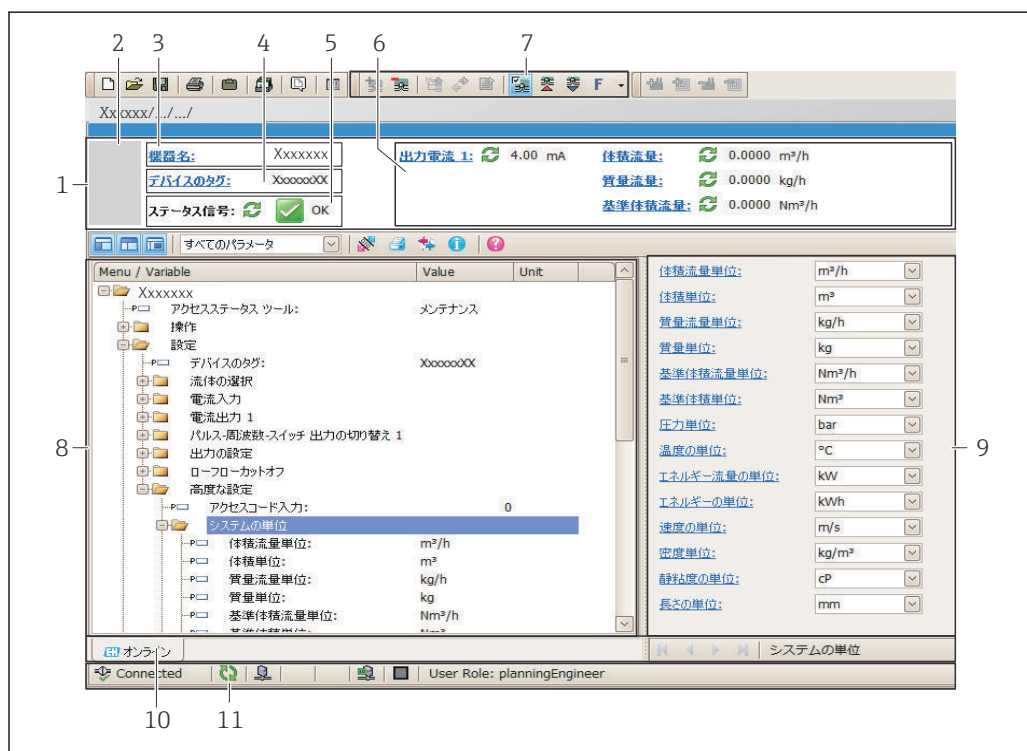 2 3 4 5 6 7
F
Xxxxxx/.../.../
1
機器名: Xxxxxxx
デバイスのタグ: XxxxxxXX
ステータス信号: OK
出力電流 1: 4.00 mA
体積流量: 0.0000 m³/h
質量流量: 0.0000 kg/h
基準体積流量: 0.0000 Nm³/h
すべてのパラメータ
Menu / Variable Value Unit
Xxxxxxx
アクセスステータス ツール: メンテナンス
操作
設定
デバイスのタグ: XxxxxxXX
流体の選択
電流入力
電流出力 1
パルス-周波数-スイッチ 出力の切り替え 1
8
出力の設定
ローフローカットオフ
高度な設定
アクセスコード入力: 0
システムの単位
体積流量単位: m³/h
体積単位: m³
質量流量単位: kg/h
質量単位: kg
基準体積流量単位: Nm³/h
基準体積単位: Nm³
体積流量単位: m³/h
体積単位: m³
質量流量単位: kg/h
質量単位: kg
基準体積流量単位: Nm³/h
基準体積単位: Nm³
圧力単位: bar
温度の単位: °C
9
エネルギー流量の単位: kW
エネルギーの単位: kWh
速度の単位: m/s
密度単位: kg/m³
静粘度の単位: cP
長さの単位: mm
オンライン
システムの単位
Connected
User Role: planningEngineer
10 11